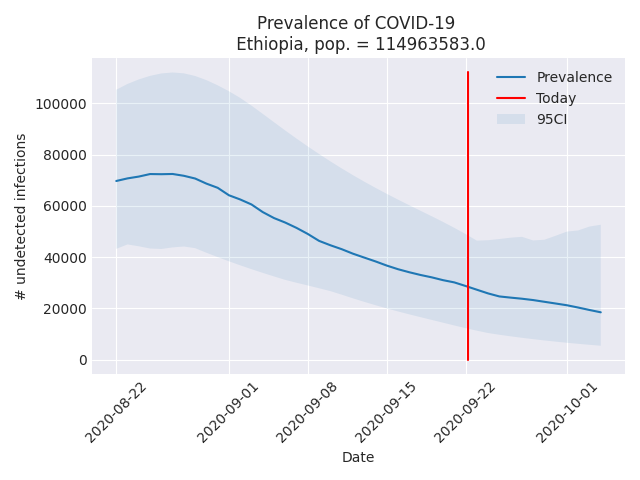 Prevalence of COVID-19
Ethiopia, pop. = 114963583.0
Prevalence
Today
95CI
100000
80000
60000
40000
20000
0
# undetected infections
2020-08-22
2020-09-01
2020-09-08
2020-09-15
2020-09-22
2020-10-01
Date